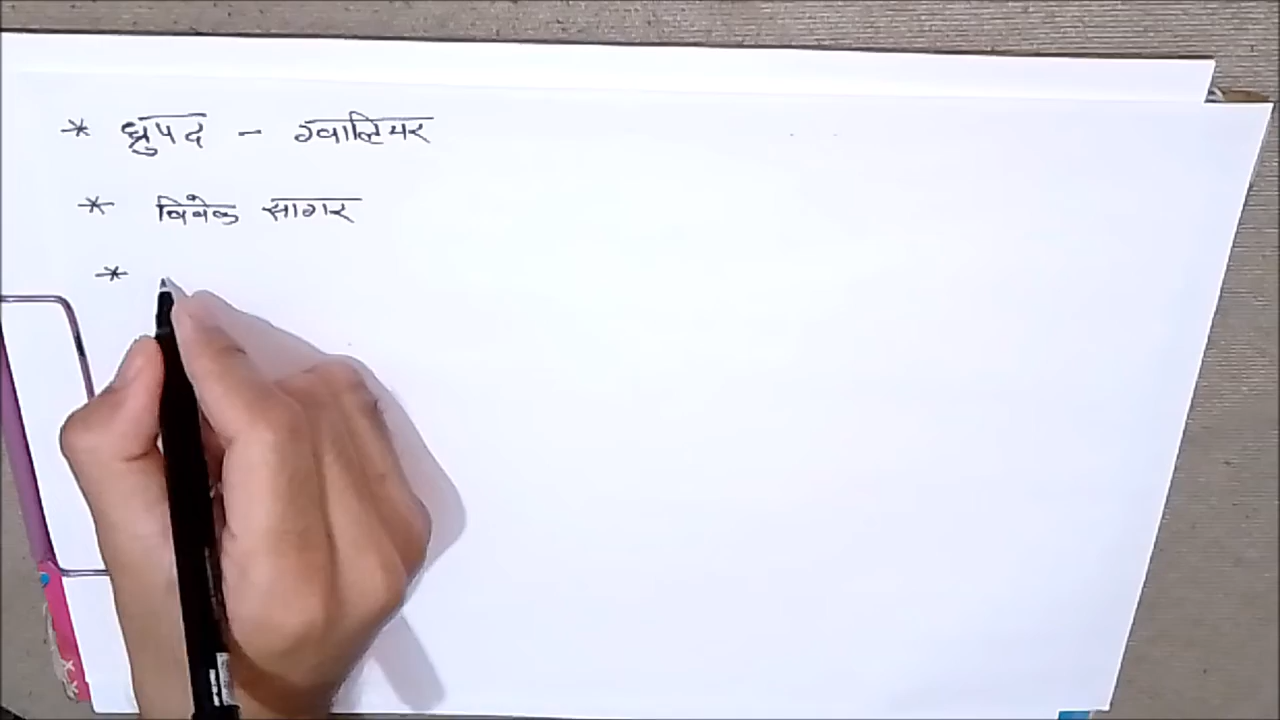 * ध्रुपद - ग्वालियर
* विवेक सागर
*